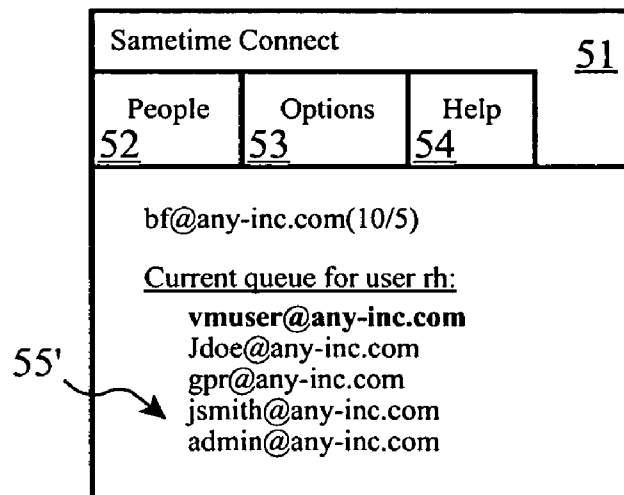 Sametime Connect
51
People Options Help
52 53 54
bf@any-inc.com(10/5)
Current queue for user rh:
vmuser@any-inc.com
Jdoe@any-inc.com
gpr@any-inc.com
55' jsmith@any-inc.com
admin@any-inc.com